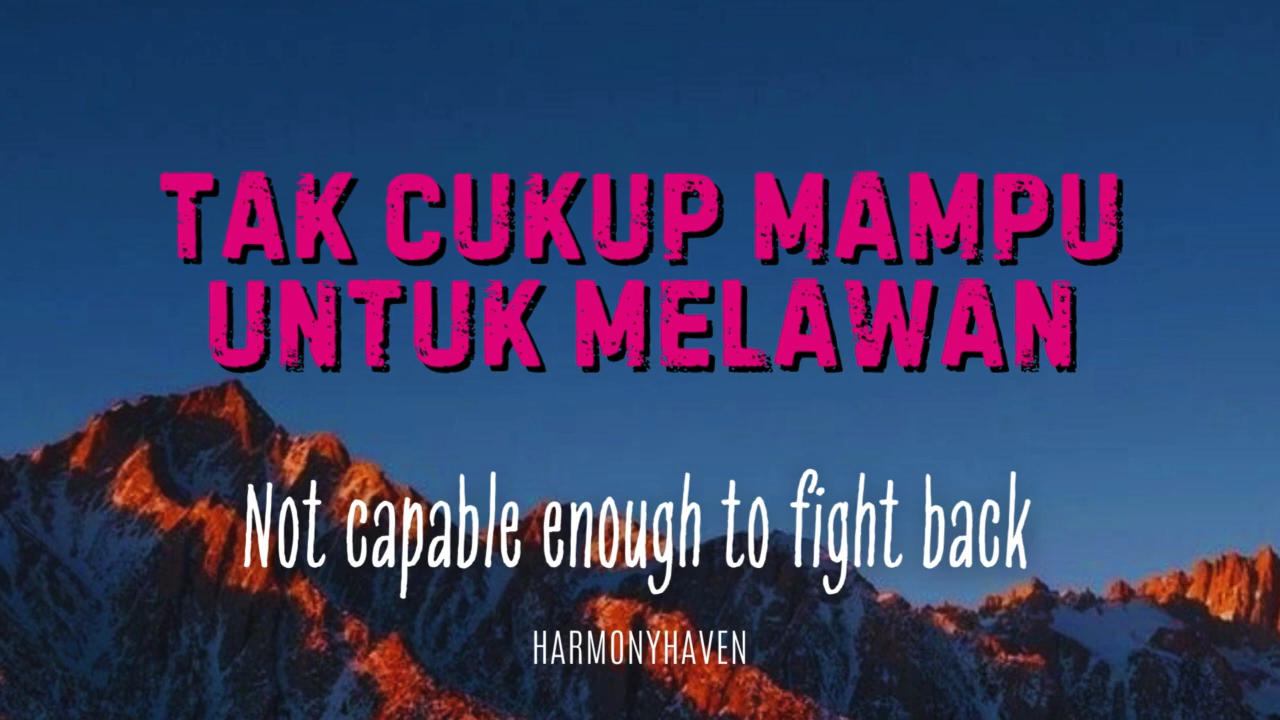 TAK CUKUP MAMPU
UNTUK MELAWAN
Not capable enough to fight back
HARMONYHAVEN